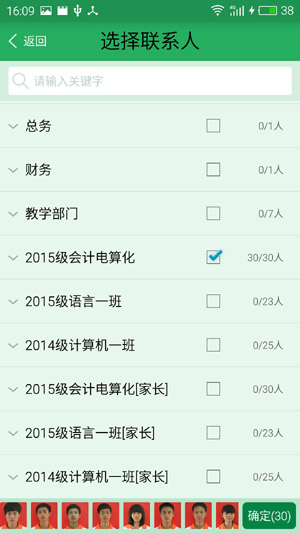 16:09 4G 38
返回 选择联系人
请输入关键字
总务 0/1人
财务 0/1人
教学部门 0/7人
2015级会计电算化 30/30人
2015级语言一班 0/23人
2014级计算机一班 0/25人
2015级会计电算化[家长] 0/30人
2015级语言一班[家长] 0/23人
2014级计算机一班[家长] 0/25人
确定(30)